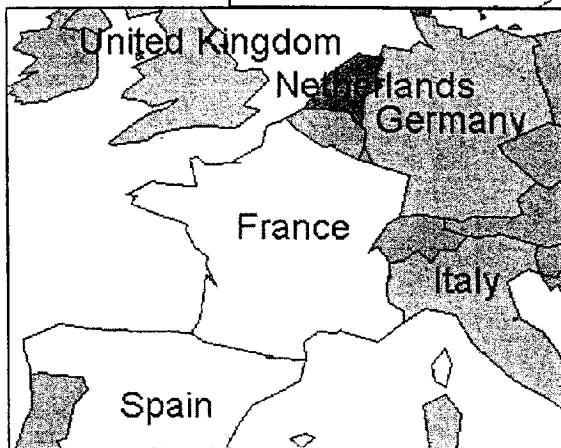 United Kingdom
Netherlands
Germany
France
Italy
Spain